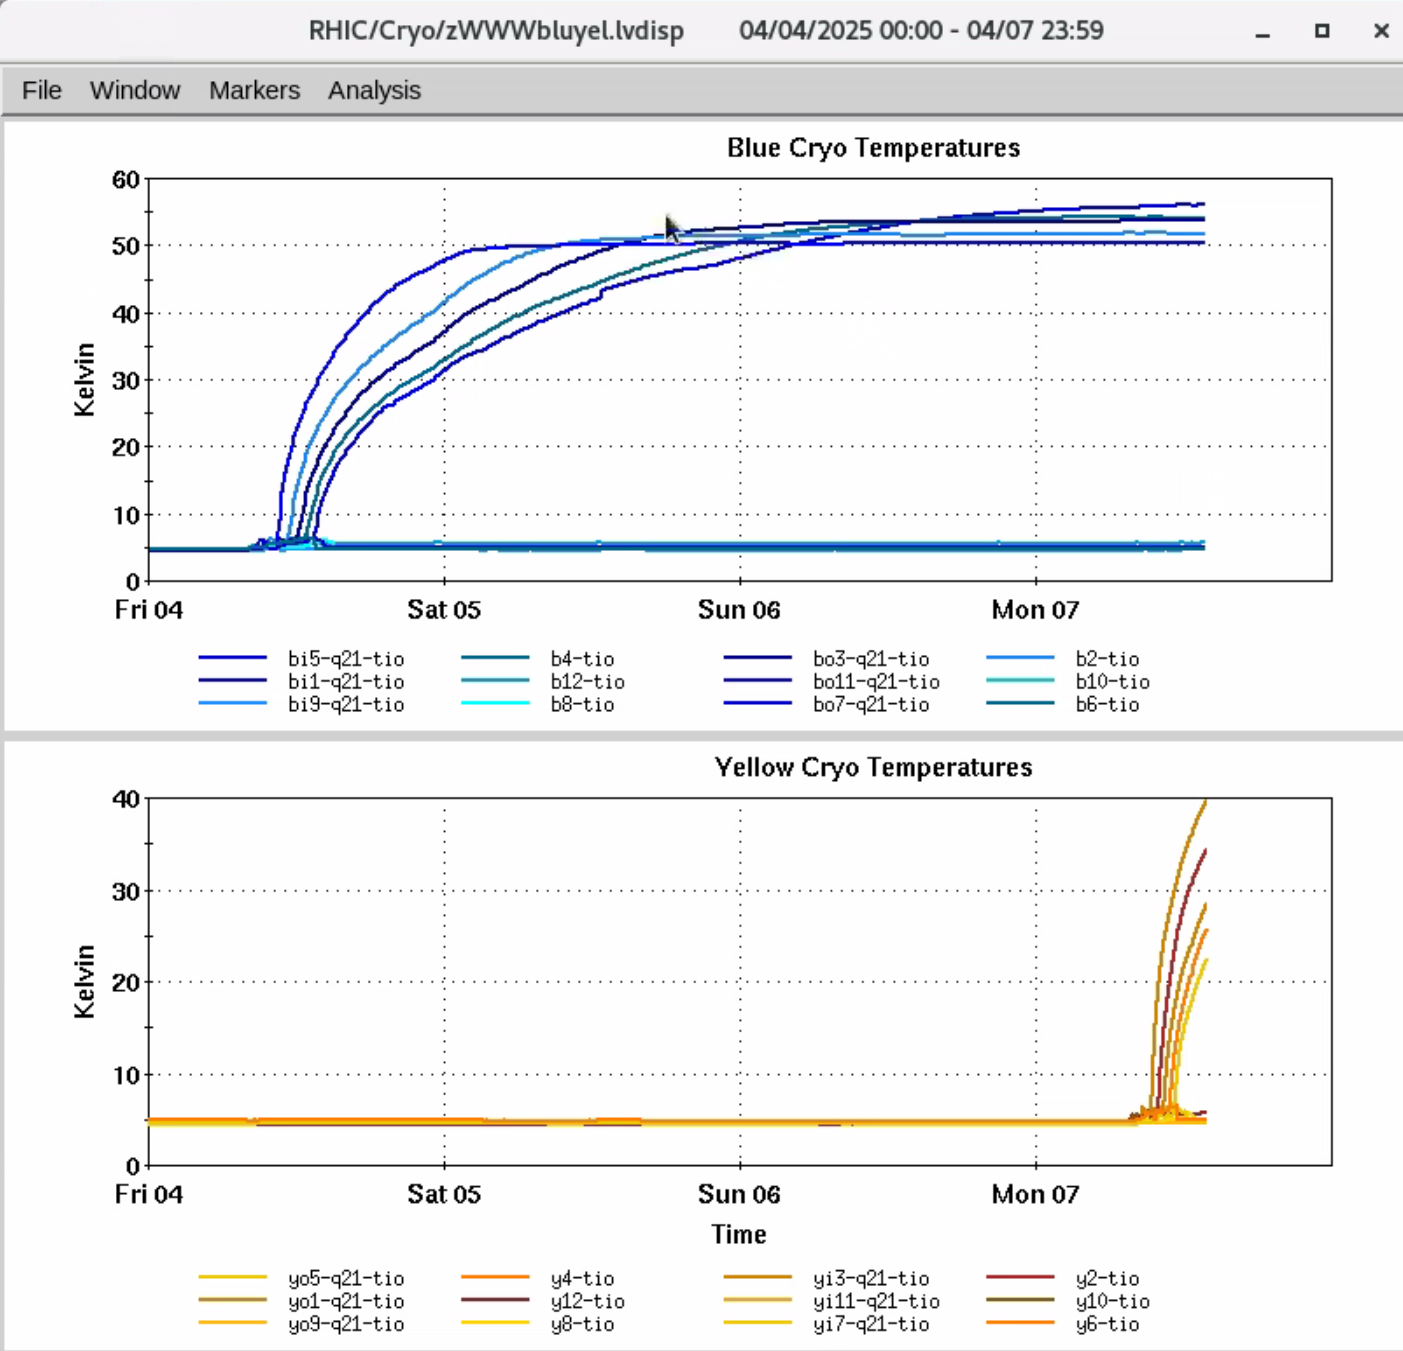 RHIC/Cryo/zWWWbluyel.lvdisp 04/04/2025 00:00 - 04/07 23:59
File Window Markers Analysis
Blue Cryo Temperatures
60
50
40
30
20
10
0
Kelvin
Fri 04 Sat 05 Sun 06 Mon 07
bi5-q21-tio b4-tio bo3-q21-tio b2-tio
bi1-q21-tio b12-tio bo11-q21-tio b10-tio
bi9-q21-tio b8-tio bo7-q21-tio b6-tio
Yellow Cryo Temperatures
40
30
20
10
0
Kelvin
Fri 04 Sat 05 Sun 06 Mon 07
Time
yo5-q21-tio y4-tio yi3-q21-tio y2-tio
yo1-q21-tio y12-tio yi11-q21-tio y10-tio
yo9-q21-tio y8-tio yi7-q21-tio y6-tio